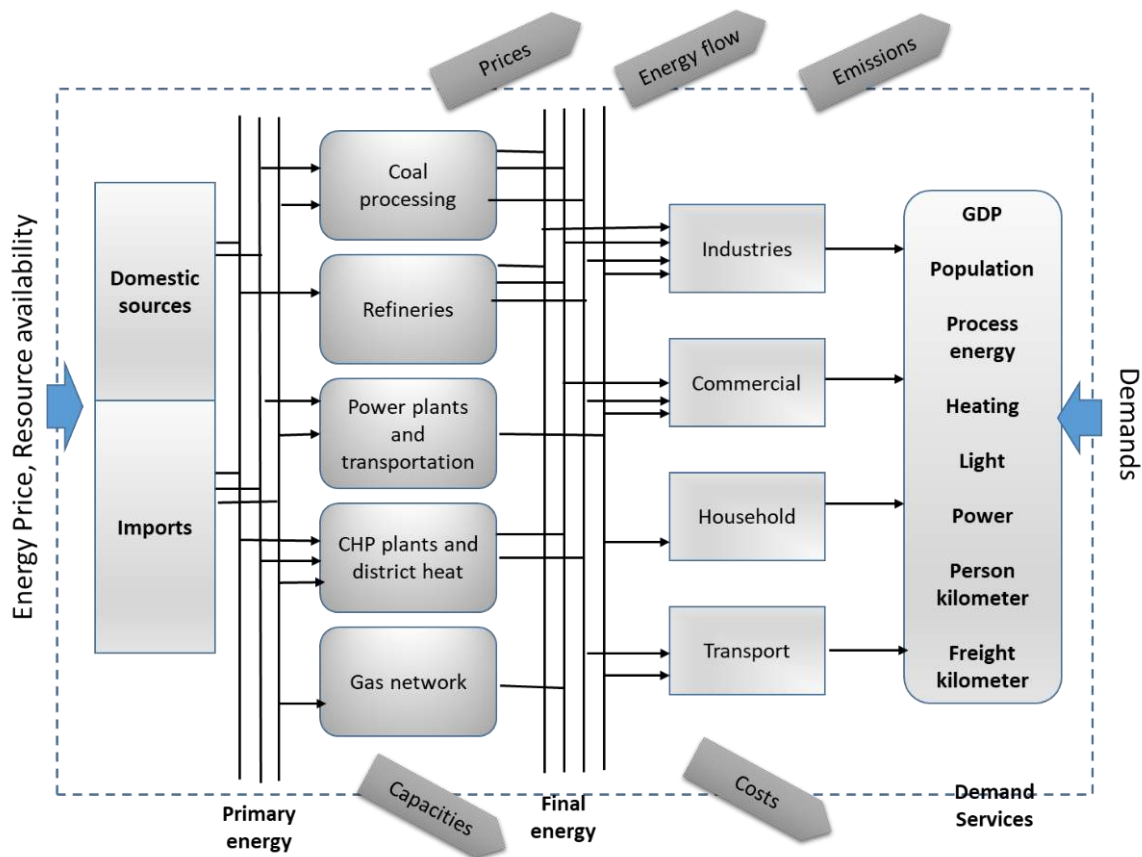 Prices
Energy flow
Emissions
Energy Price, Resource availability
Domestic
sources
Imports
Coal
processing
Refineries
Power plants
and
transportation
CHP plants and
district heat
Gas network
Industries
Commercial
Household
Transport
GDP
Population
Process
energy
Heating
Light
Power
Person
kilometer
Freight
kilometer
Demands
Primary
energy
Capacities
Final
energy
Costs
Demand
Services